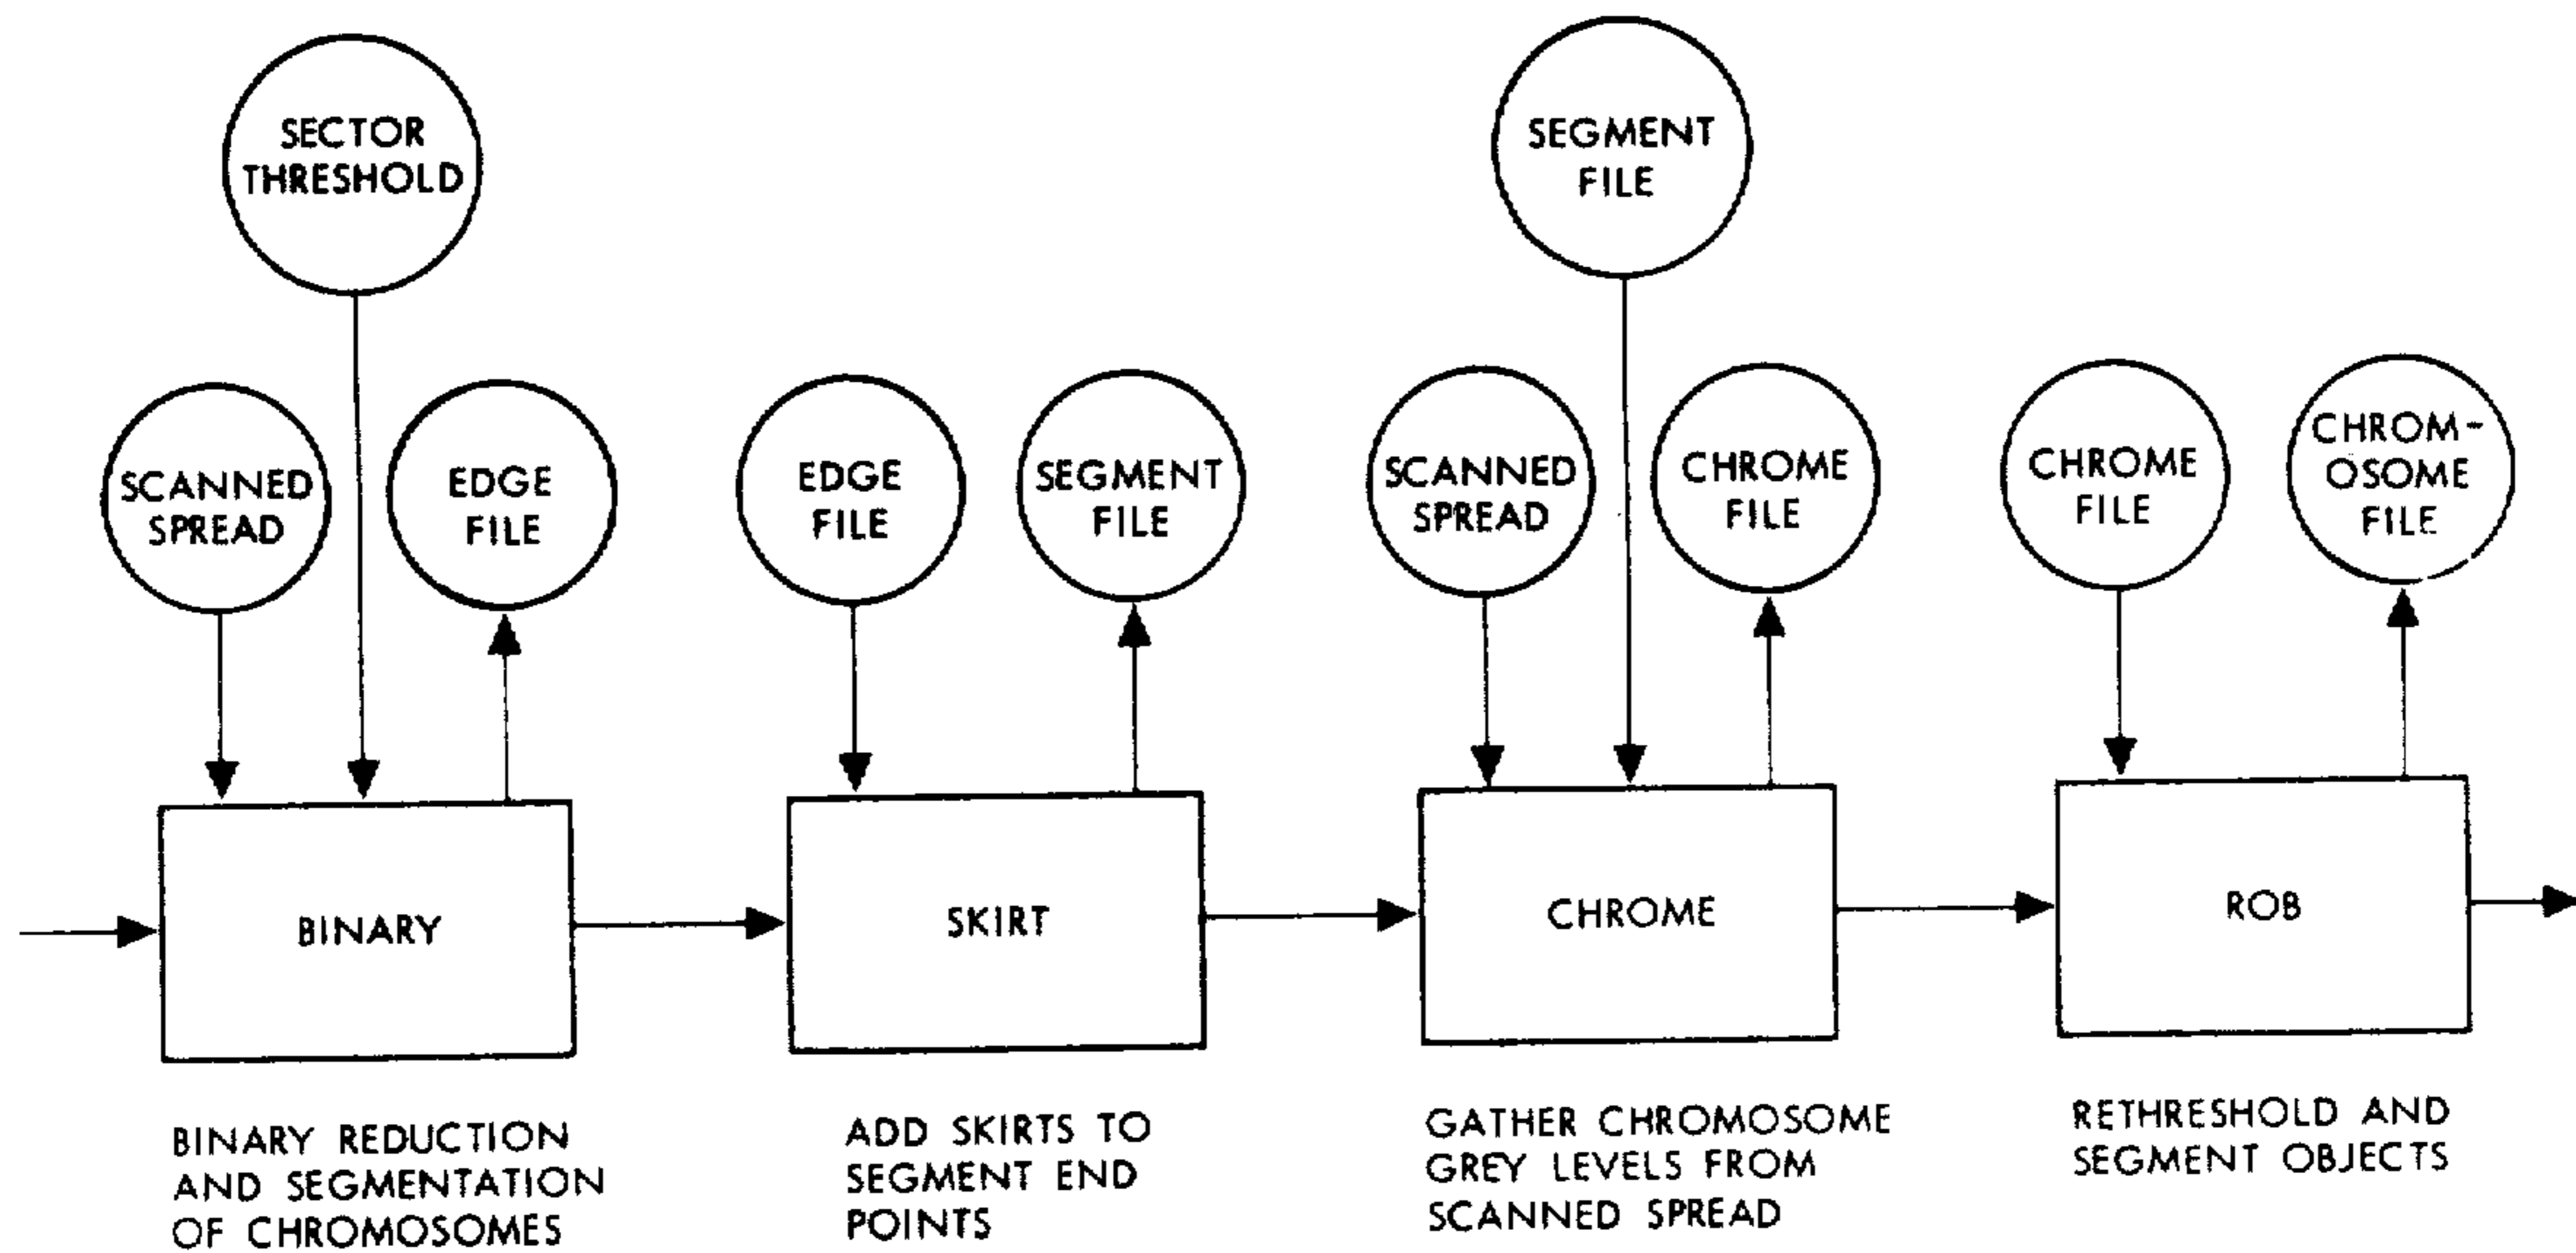 SECTOR
THRESHOLD
SEGMENT
FILE
SCANNED
SPREAD
EDGE
FILE
EDGE
FILE
SEGMENT
FILE
SCANNED
SPREAD
CHROME
FILE
CHROME
FILE
CHROM-
OSOME
FILE
BINARY
SKIRT
CHROME
ROB
BINARY REDUCTION
AND SEGMENTATION
OF CHROMOSOMES
ADD SKIRTS TO
SEGMENT END
POINTS
GATHER CHROMOSOME
GREY LEVELS FROM
SCANNED SPREAD
RETHRESHOLD AND
SEGMENT OBJECTS